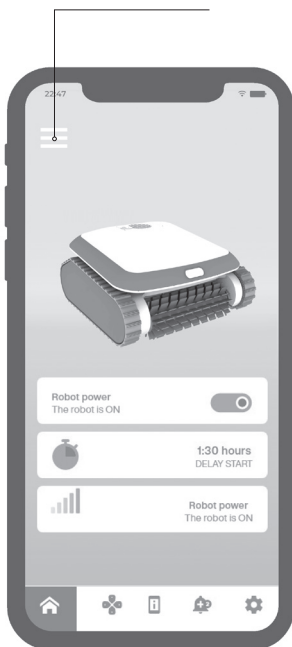 22:47
Robot power
The robot is ON
1:30 hours
DELAY START
Robot power
The robot is ON